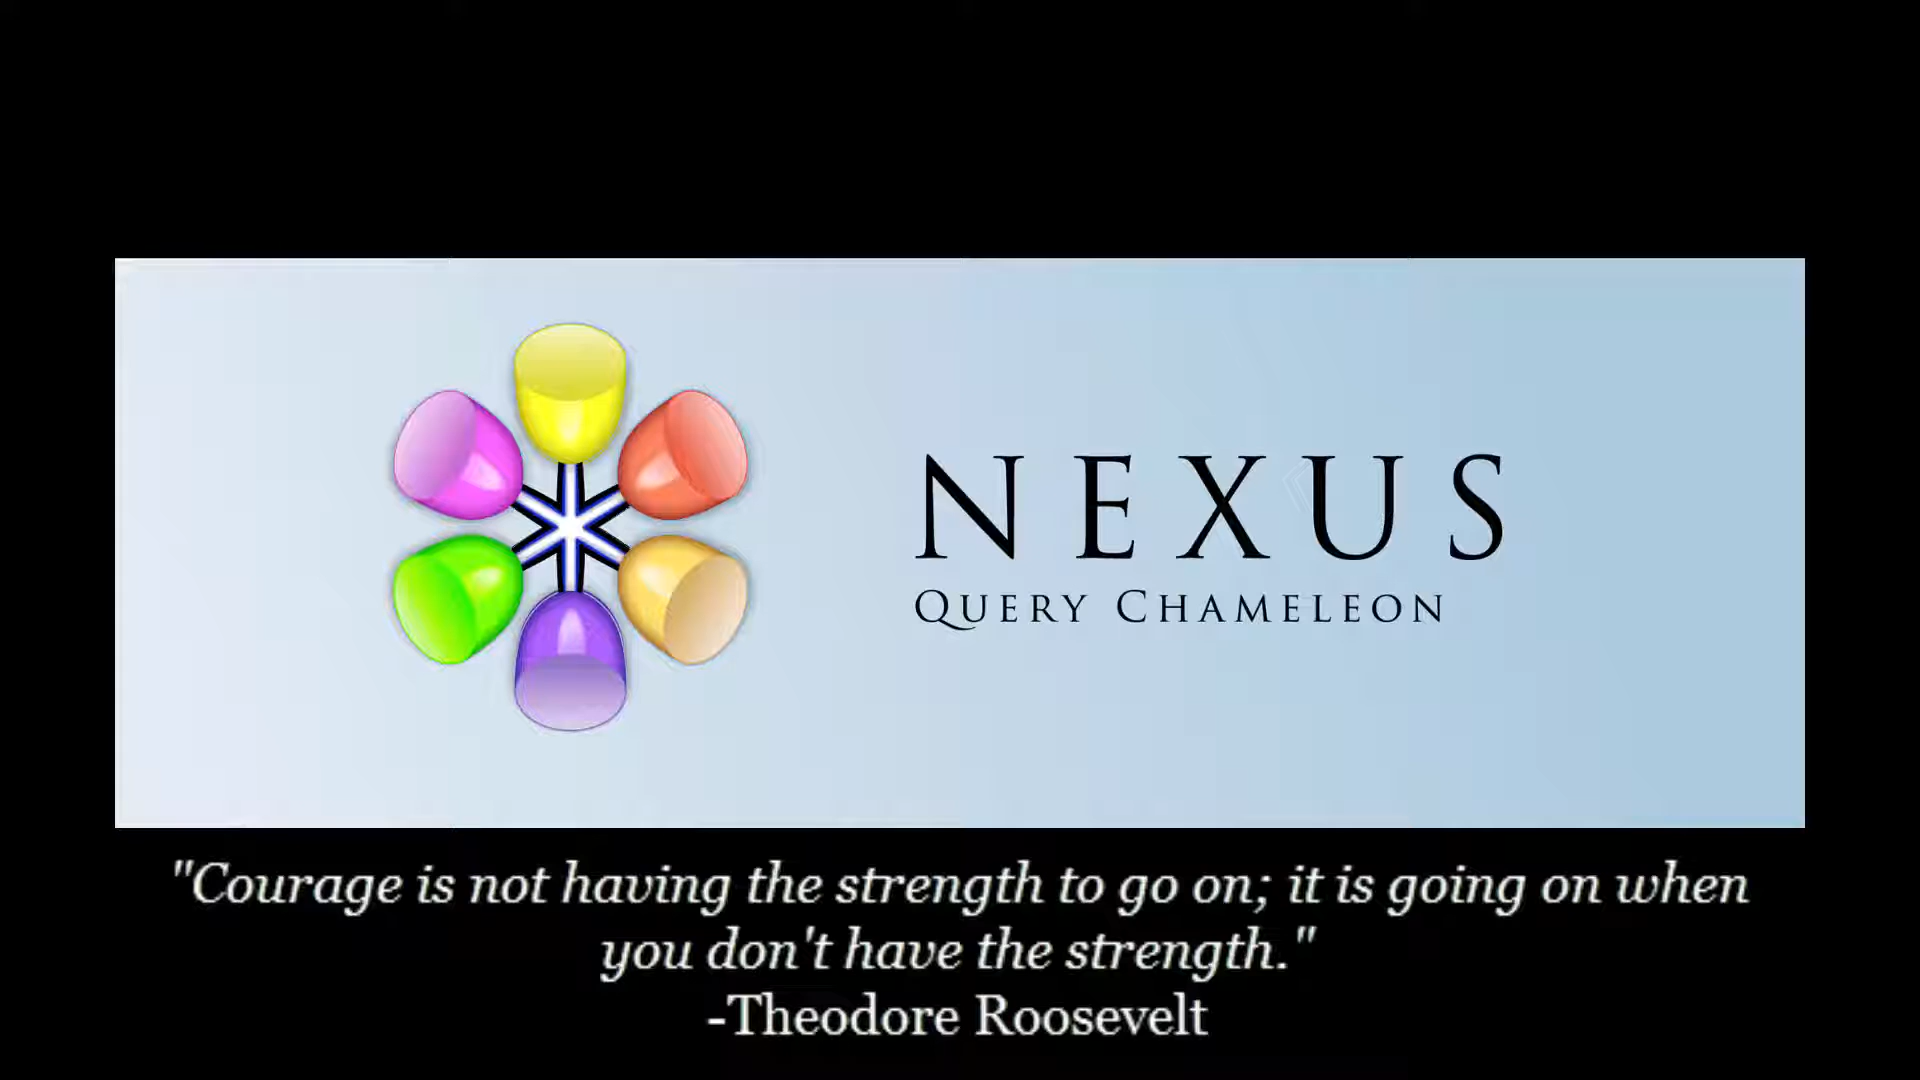 NEXUS
QUERY CHAMELEON
"Courage is not having the strength to go on; it is going on when
you don't have the strength."
-Theodore Roosevelt